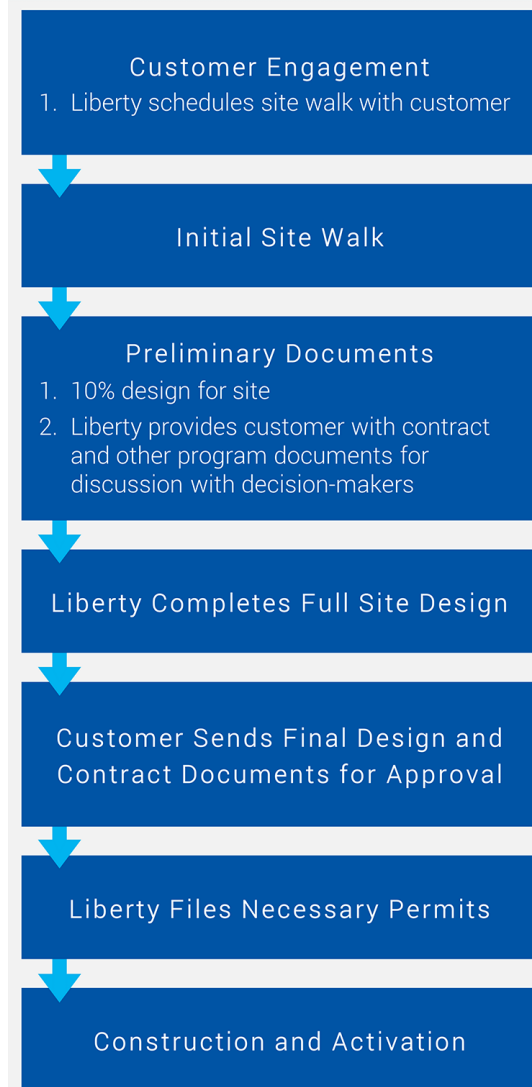 Customer Engagement
1. Liberty schedules site walk with customer
Initial Site Walk
Preliminary Documents
1. 10% design for site
2. Liberty provides customer with contract
and other program documents for
discussion with decision-makers
Liberty Completes Full Site Design
Customer Sends Final Design and
Contract Documents for Approval
Liberty Files Necessary Permits
Construction and Activation